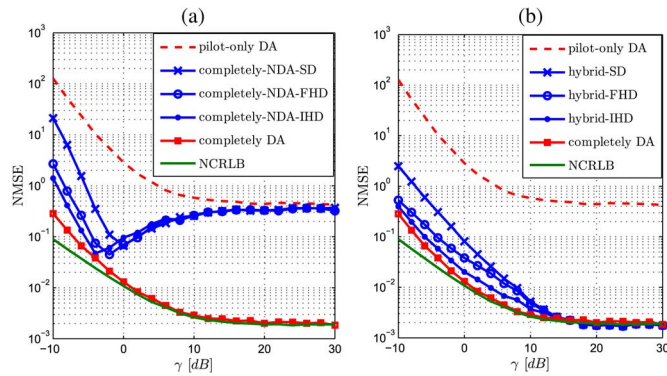 (a)
10^3
10^2
10^1
10^0
10^-1
10^-2
10^-3
NMSE
-10
0
10
20
30
γ [dB]
pilot-only DA
completely-NDA-SD
completely-NDA-FHD
completely-NDA-IHD
completely DA
NCRLB
(b)
10^3
10^2
10^1
10^0
10^-1
10^-2
10^-3
NMSE
-10
0
10
20
30
γ [dB]
pilot-only DA
hybrid-SD
hybrid-FHD
hybrid-IHD
completely DA
NCRLB